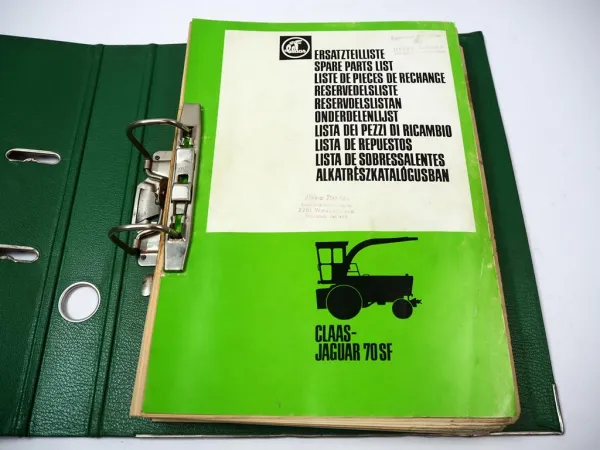 ERSATZTEILLISTE
SPARE PARTS LIST
LISTE DE PIECES DE RECHANGE
RESERVEDELSLISTE
RESERVDELSLISTAN
ONDERDELENLIJST
LISTA DEI PEZZI DI RICAMBIO
LISTA DE REPUESTOS
LISTA DE SOBRESSALENTES
ALKATRÉSZKATALÓGUSBAN
CLAAS-
JAGUAR 70 SF